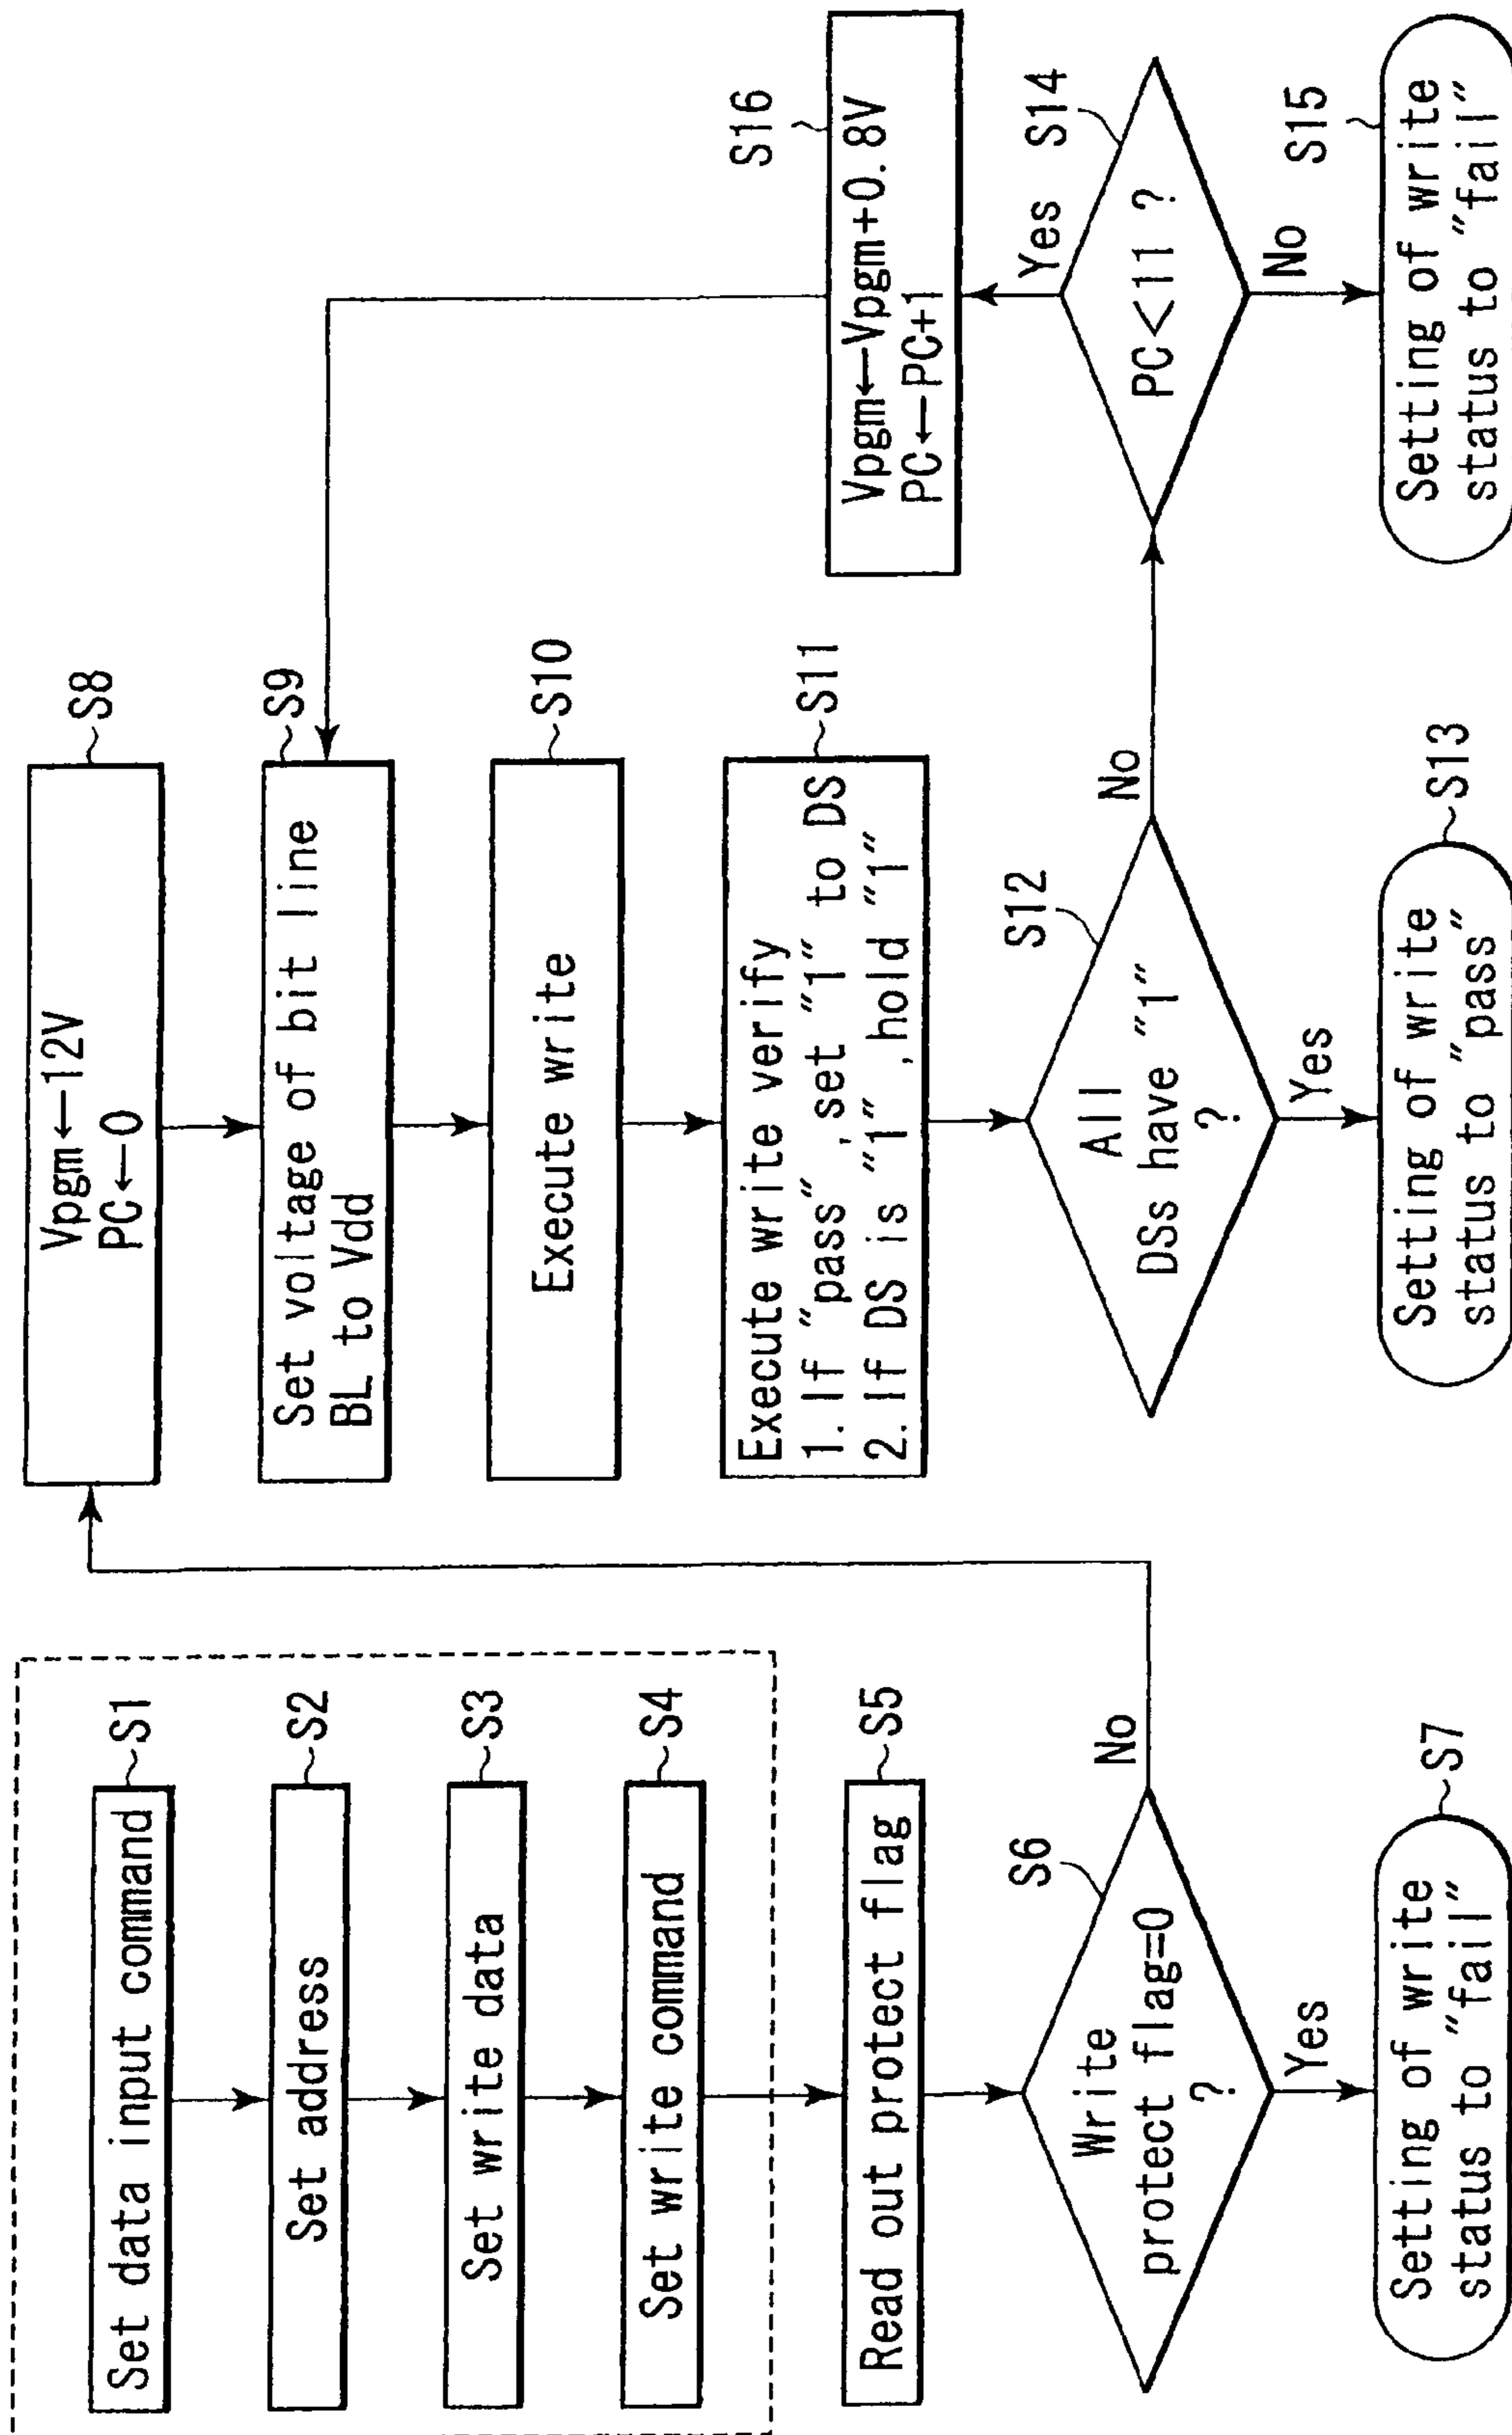 Set data input command
S1
Set address
S2
Set write data
S3
Set write command
S4
Read out protect flag
S5
Write
protect flag=0
?
S6
No
Yes
Setting of write
status to "fail"
S7
Vpgm←12V
PC←0
S8
Set voltage of bit line
BL to Vdd
S9
Execute write
S10
Execute write verify
1. If "pass", set "1" to DS
2. If DS is "1", hold "1"
S11
All
DSs have "1"
?
S12
No
Yes
Setting of write
status to "pass"
S13
Vpgm←Vpgm+0.8V
PC←PC+1
S16
Yes
S14
PC<11 ?
No
Setting of write
status to "fail"
S15